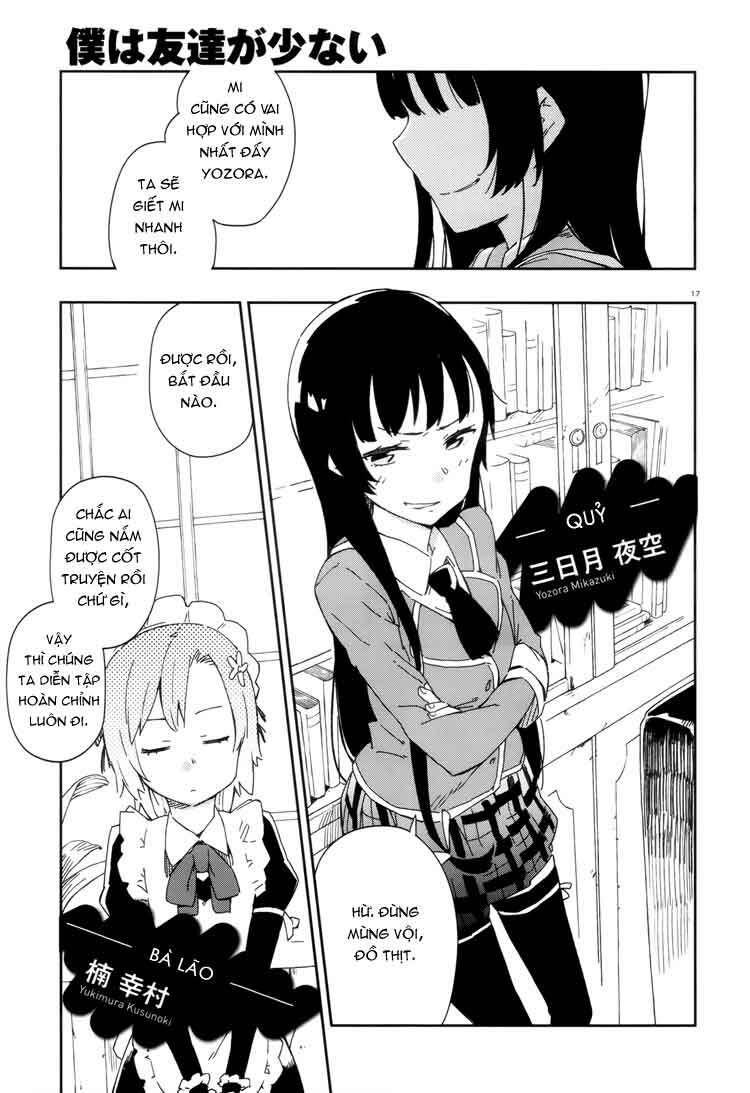 僕は友達が少ない
MI
CŨNG CÓ VAI
HỢP VỚI MÌNH
NHẤT ĐẤY
YOZORA.
TA SẼ
GIẾT MI
NHANH
THÔI.
17
ĐƯỢC RỒI,
BẮT ĐẦU
NÀO.
CHẮC AI
CŨNG NẮM
ĐƯỢC CỐT
TRUYỆN RỒI
CHỨ GÌ,
VẬY
THÌ CHÚNG
TA DIỄN TẬP
HOÀN CHỈNH
LUÔN ĐI.
QUỶ
三日月 夜空
Yozora Mikazuki
HỪ. ĐỪNG
MỪNG VỘI,
ĐỒ THỊT.
BÀ LÃO
楠 幸村
Yukimura Kusunoki